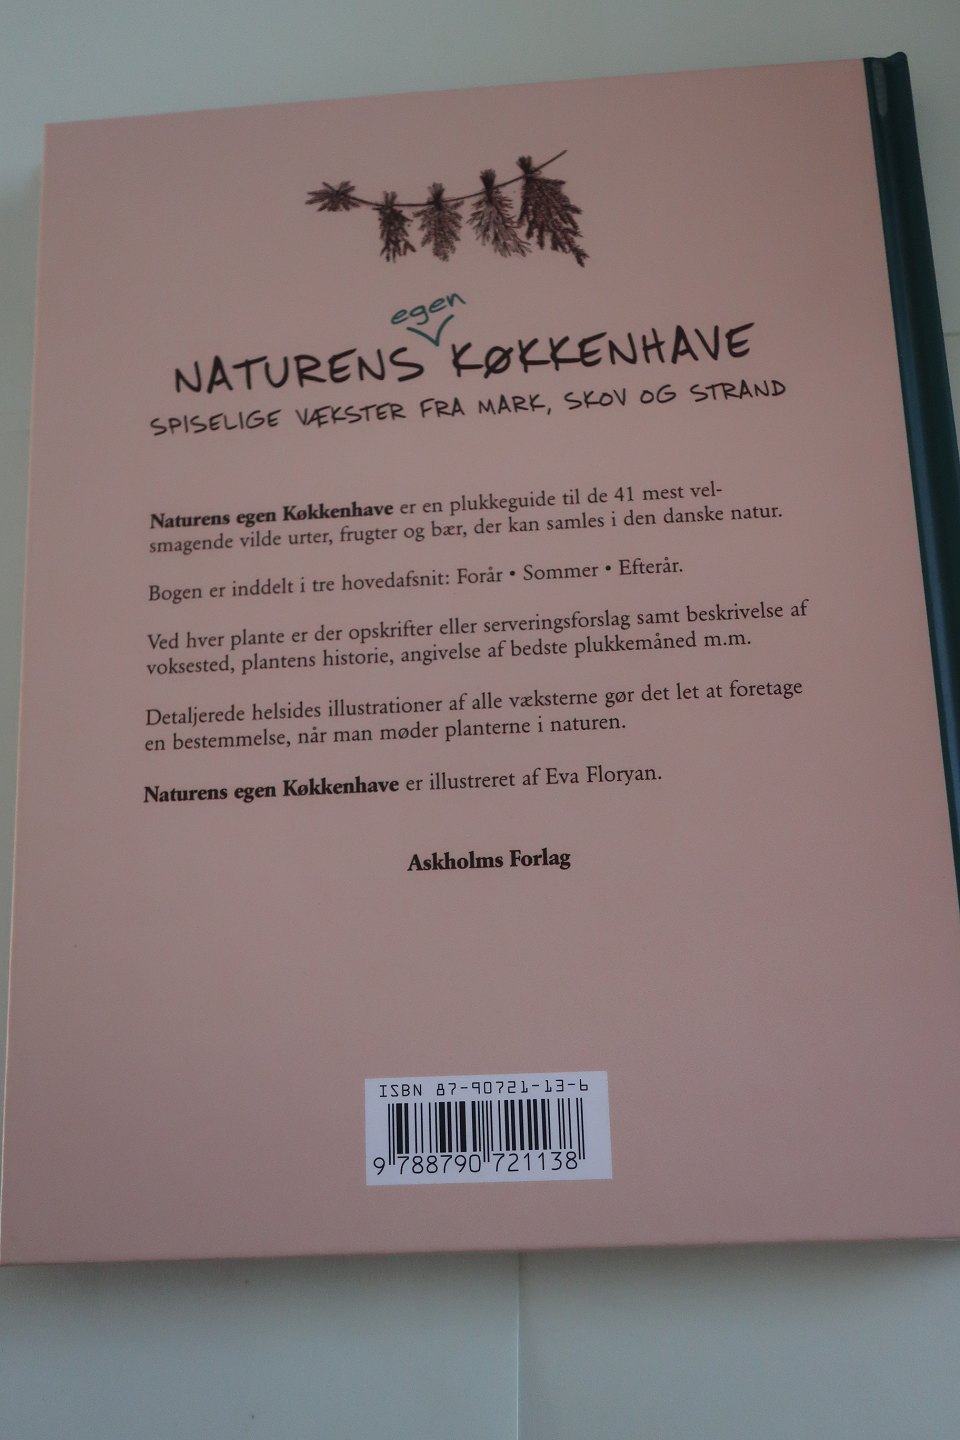 egen
NATURENS KØKKENHAVE
SPISELIGE VÆKSTER FRA MARK, SKOV OG STRAND
Naturens egen Køkkenhave er en plukkeguide til de 41 mest vel-
smagende vilde urter, frugter og bær, der kan samles i den danske natur.
Bogen er inddelt i tre hovedafsnit: Forår • Sommer • Efterår.
Ved hver plante er der opskrifter eller serveringsforslag samt beskrivelse af
voksested, plantens historie, angivelse af bedste plukkemåned m.m.
Detaljerede helsides illustrationer af alle væksterne gør det let at foretage
en bestemmelse, når man møder planterne i naturen.
Naturens egen Køkkenhave er illustreret af Eva Floryan.
Askholms Forlag
ISBN 87-90721-13-6
9 788790 721138